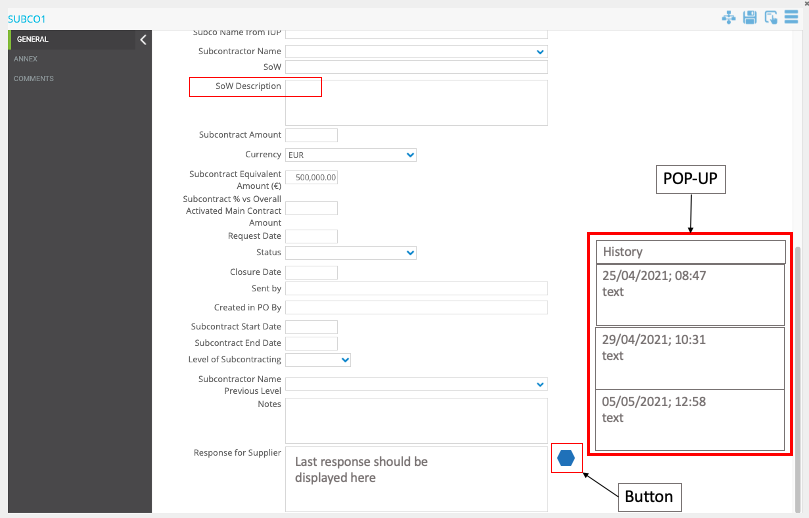 SUBCO1
GENERAL
ANNEX
COMMENTS
Subco Name from IUP
Subcontractor Name
SoW
SoW Description
Subcontract Amount
Currency
EUR
Subcontract Equivalent
Amount (€)
500,000.00
Subcontract % vs Overall
Activated Main Contract
Amount
Request Date
Status
Closure Date
Sent by
Created in PO By
Subcontract Start Date
Subcontract End Date
Level of Subcontracting
Subcontractor Name
Previous Level
Notes
Response for Supplier
Last response should be
displayed here
POP-UP
History
25/04/2021; 08:47
text
29/04/2021; 10:31
text
05/05/2021; 12:58
text
Button